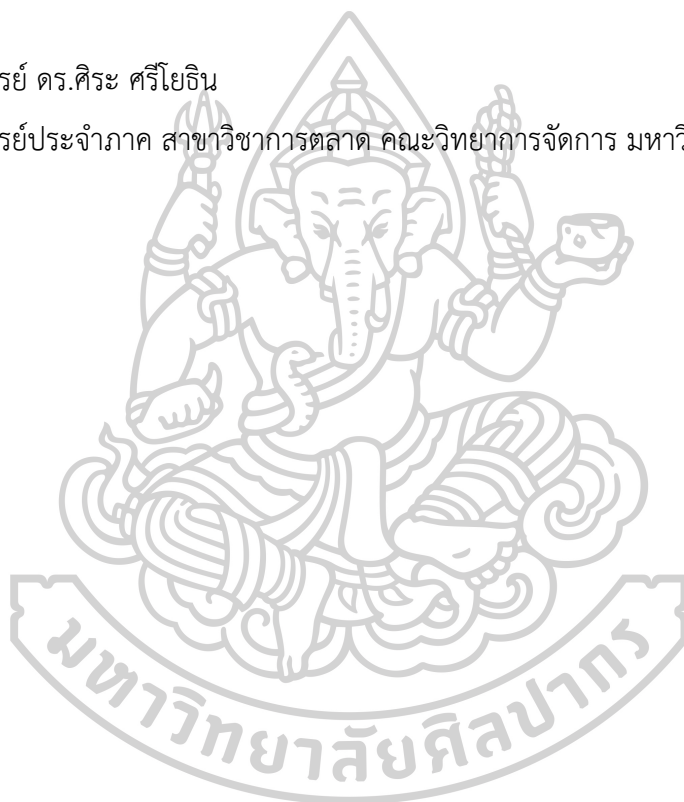 รย์ ดร.ศิระ ศรีโยธิน
รย์ประจำภาค สาขาวิชาการตลาด คณะวิทยาการจัดการ มหาวิ
มหาวิทยาลัยศิลปากร